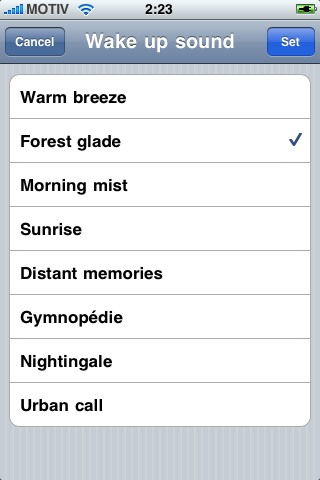 MOTIV 2:23
Cancel Wake up sound Set
Warm breeze
Forest glade
Morning mist
Sunrise
Distant memories
Gymnopédie
Nightingale
Urban call